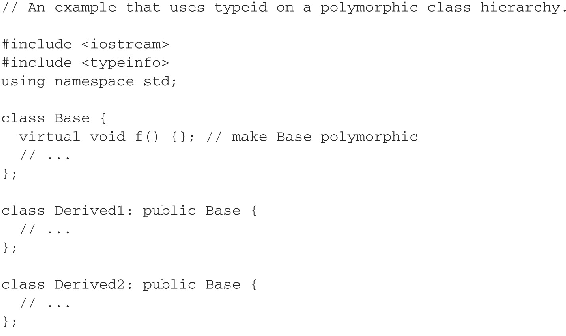 // An example that uses typeid on a polymorphic class hierarchy.
#include <iostream>
#include <typeinfo>
using namespace std;
class Base {
virtual void f() {}; // make Base polymorphic
// ...
};
class Derived1: public Base {
// ...
};
class Derived2: public Base {
// ...
};